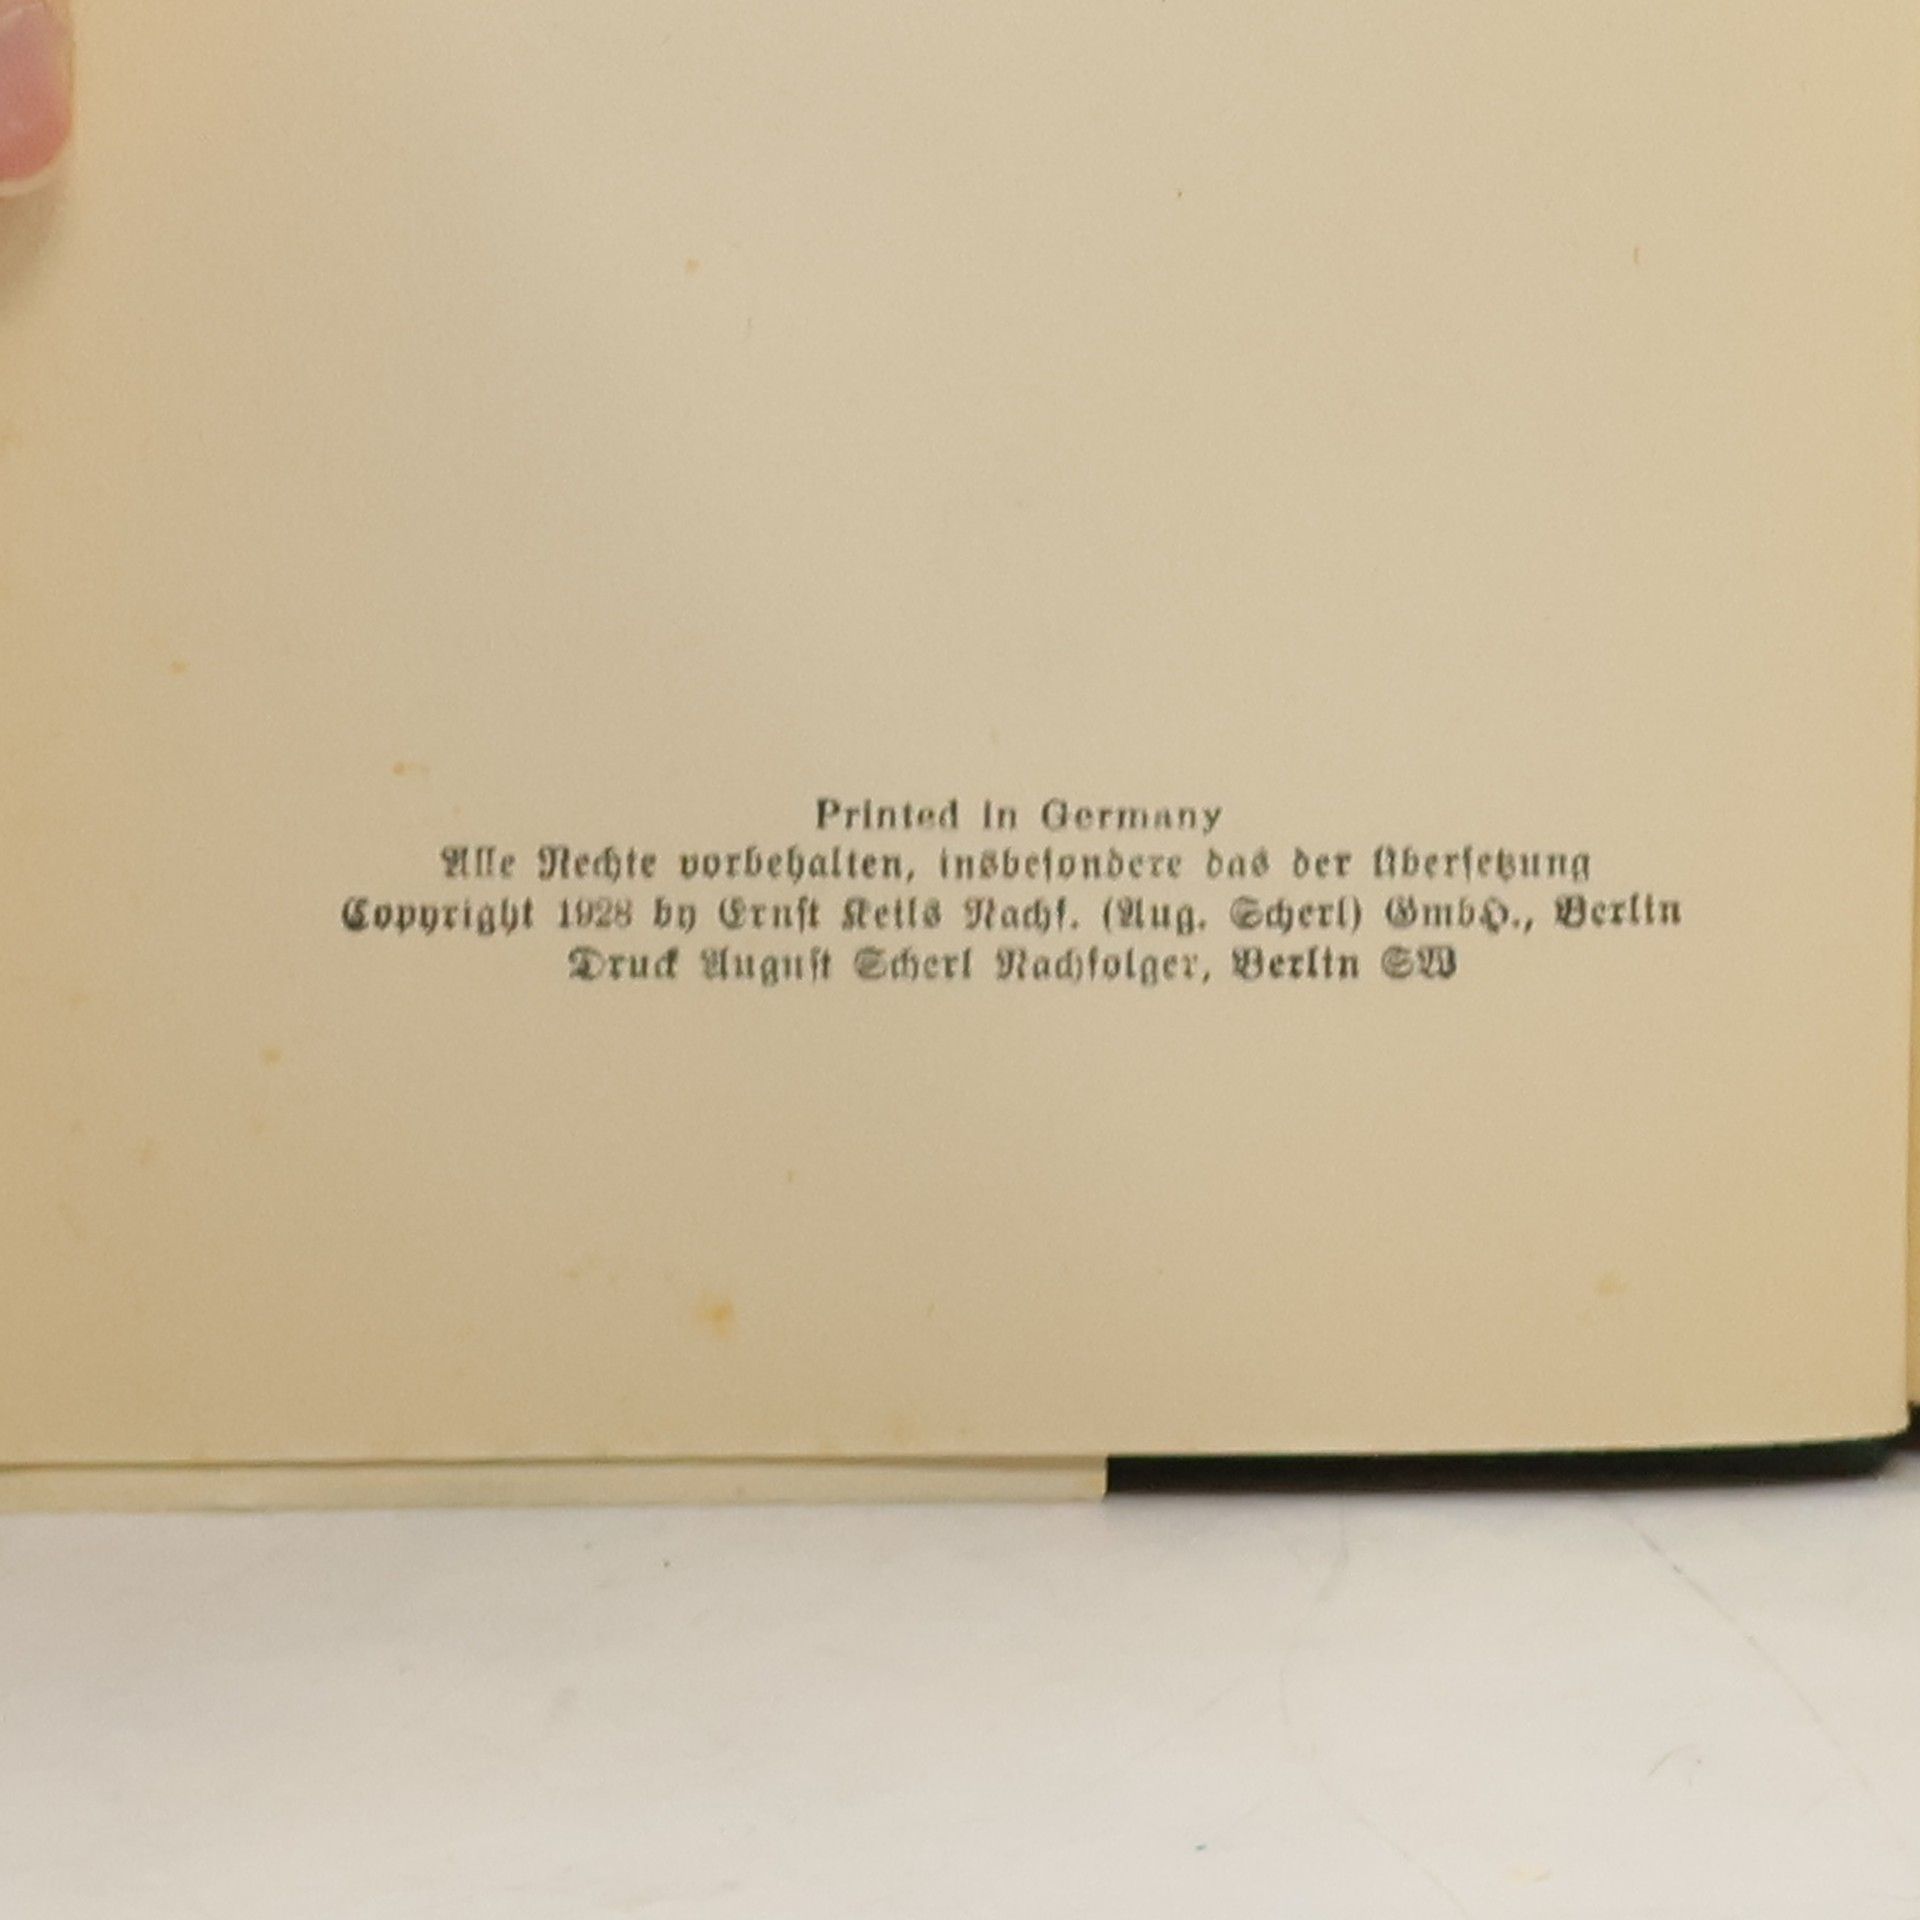 Printed in Germany
Alle Rechte vorbehalten, insbesondere das der Übersetzung
Copyright 1928 by Ernst Keils Nachf. (Aug. Scherl) GmbH., Berlin
Druck August Scherl Nachfolger, Berlin SW